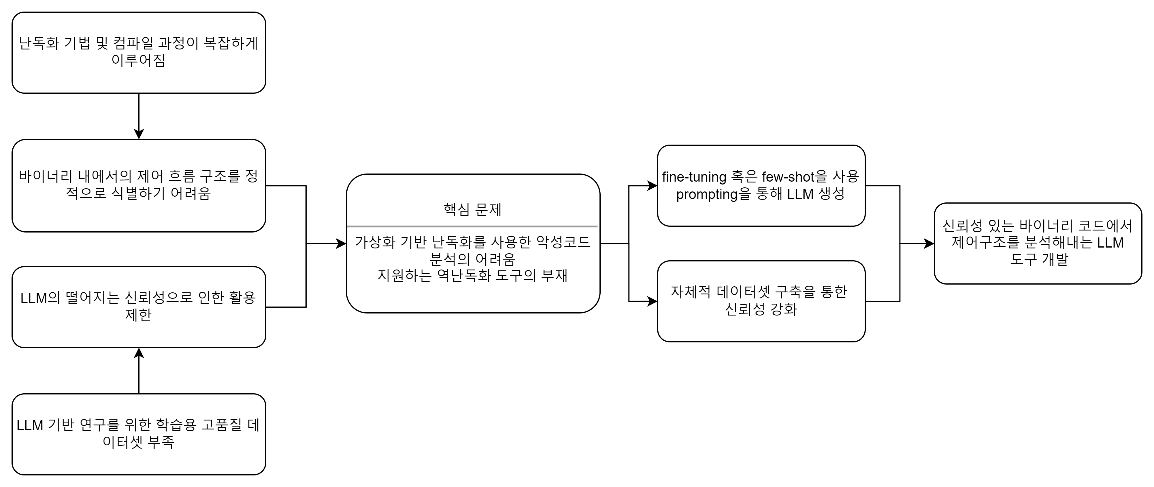 난독화 기법 및 컴파일 과정이 복잡하게
이루어짐
바이너리 내에서의 제어 흐름 구조를 정
적으로 식별하기 어려움
LLM의 떨어지는 신뢰성으로 인한 활용
제한
LLM 기반 연구를 위한 학습용 고품질 데
이터셋 부족
핵심 문제
가상화 기반 난독화를 사용한 악성코드
분석의 어려움
지원하는 역난독화 도구의 부재
fine-tuning 혹은 few-shot을 사용
prompting을 통해 LLM 생성
자체적 데이터셋 구축을 통한
신뢰성 강화
신뢰성 있는 바이너리 코드에서
제어구조를 분석해내는 LLM
도구 개발